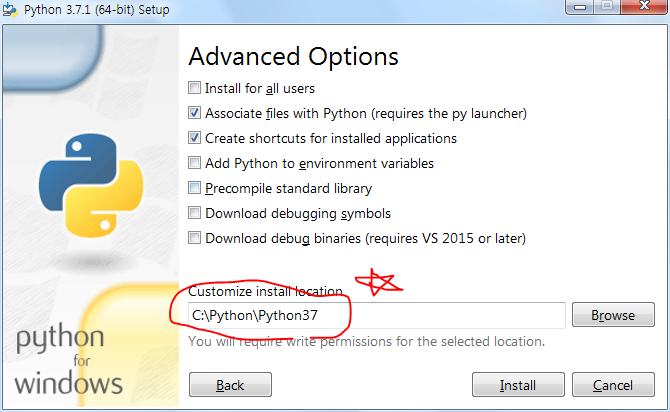 Python 3.7.1 (64-bit) Setup
Advanced Options
Install for all users
Associate files with Python (requires the py launcher)
Create shortcuts for installed applications
Add Python to environment variables
Precompile standard library
Download debugging symbols
Download debug binaries (requires VS 2015 or later)
Customize install location
C:\Python\Python37
Browse
You will require write permissions for the selected location.
python
for
windows
Back
Install
Cancel